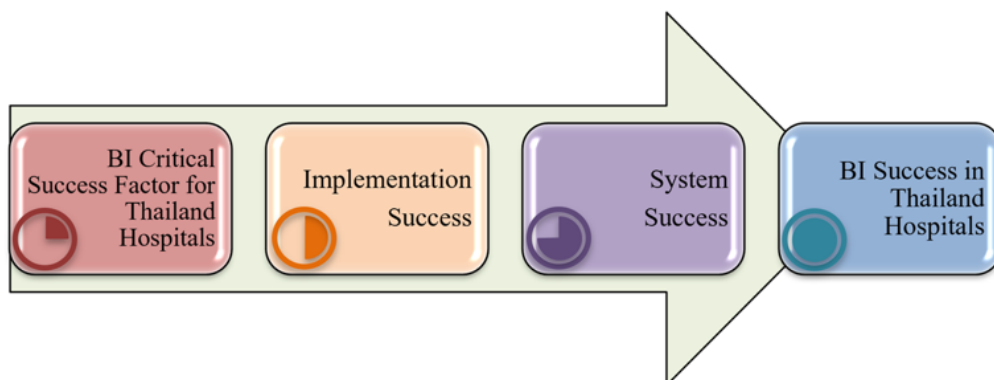 BI Critical
Success Factor for
Thailand
Hospitals
Implementation
Success
System
Success
BI Success in
Thailand
Hospitals